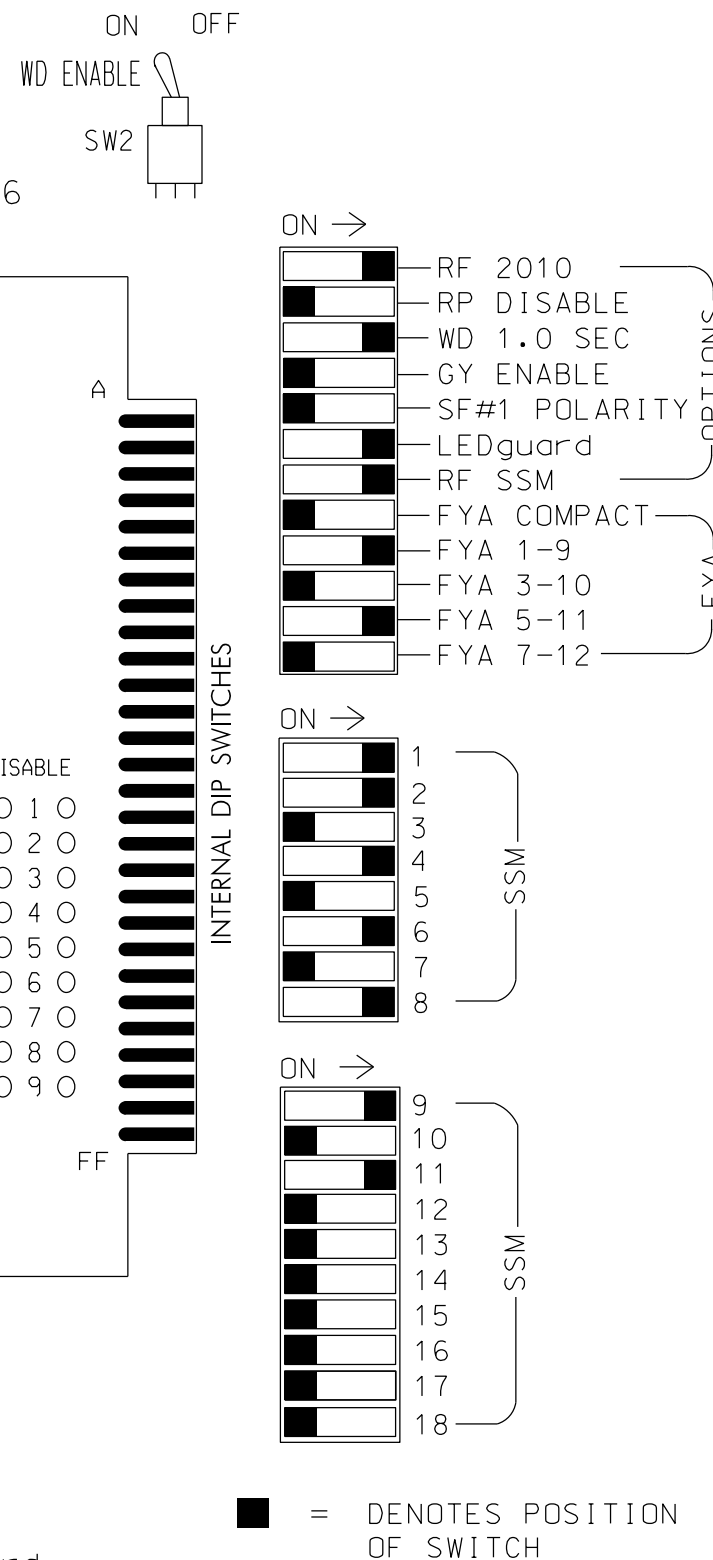 ON OFF
WD ENABLE
SW2
6
ON →
RF 2010
RP DISABLE
WD 1.0 SEC
GY ENABLE
SF#1 POLARITY
LEDguard
RF SSM
FYA COMPACT
FYA 1-9
FYA 3-10
FYA 5-11
FYA 7-12
OPTIONS
FYA
A
FF
INTERNAL DIP SWITCHES
ISABLE
1
2
3
4
5
6
7
8
9
ON →
1
2
3
4
5
6
7
8
SSM
ON →
9
10
11
12
13
14
15
16
17
18
SSM
= DENOTES POSITION
OF SWITCH